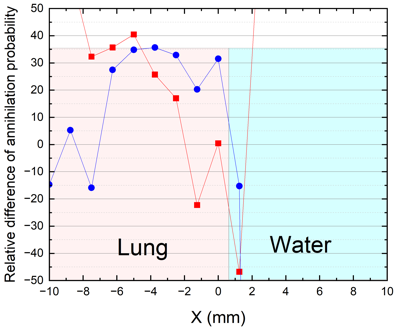 Relative difference of annihilation probability
50
40
30
20
10
0
−10
−20
−30
−40
−50
Lung Water
−10 −8 −6 −4 −2 0 2 4 6 8 10
X (mm)